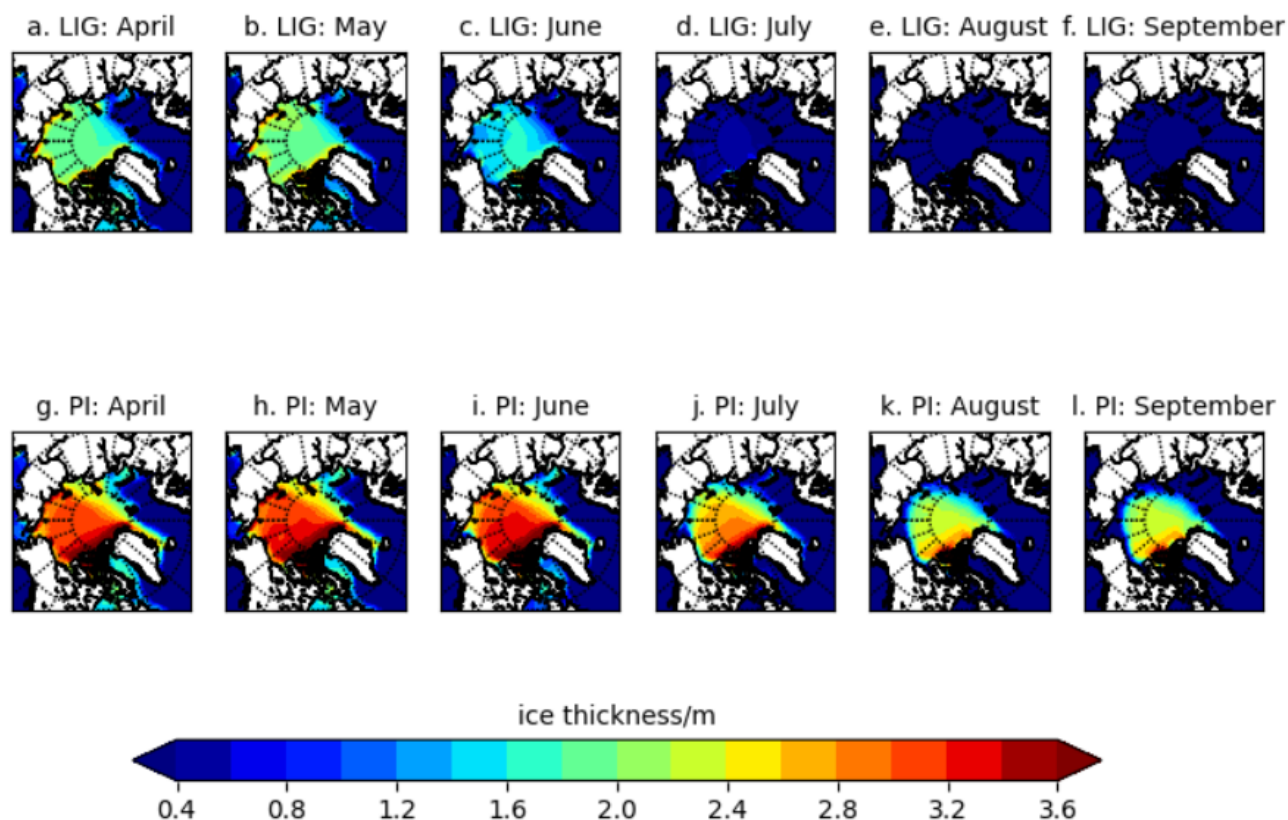 a. LIG: April b. LIG: May c. LIG: June d. LIG: July e. LIG: August f. LIG: September
g. PI: April h. PI: May i. PI: June j. PI: July k. PI: August l. PI: September
ice thickness/m
0.4 0.8 1.2 1.6 2.0 2.4 2.8 3.2 3.6